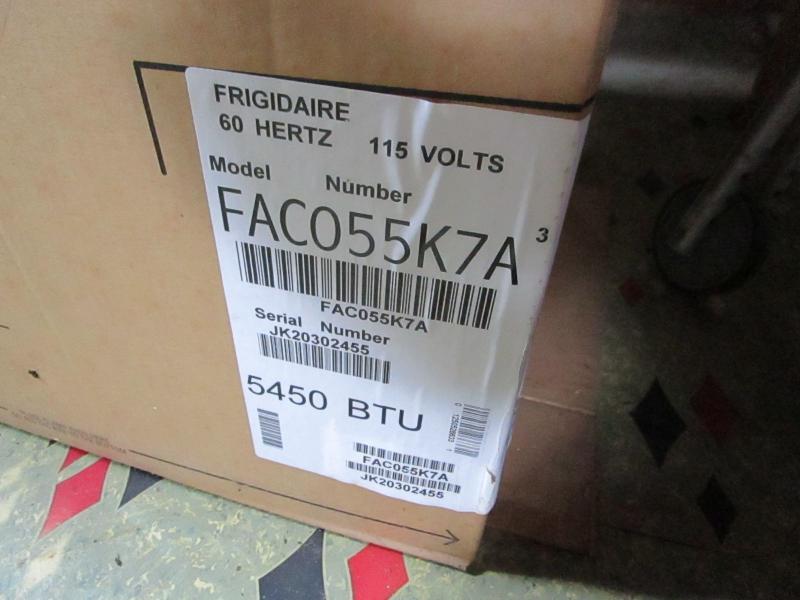 FRIGIDAIRE
60 HERTZ 115 VOLTS
Model Number
FAC055K7A 3
FAC055K7A
Serial Number
JK20302455
5450 BTU
FAC055K7A
JK20302455